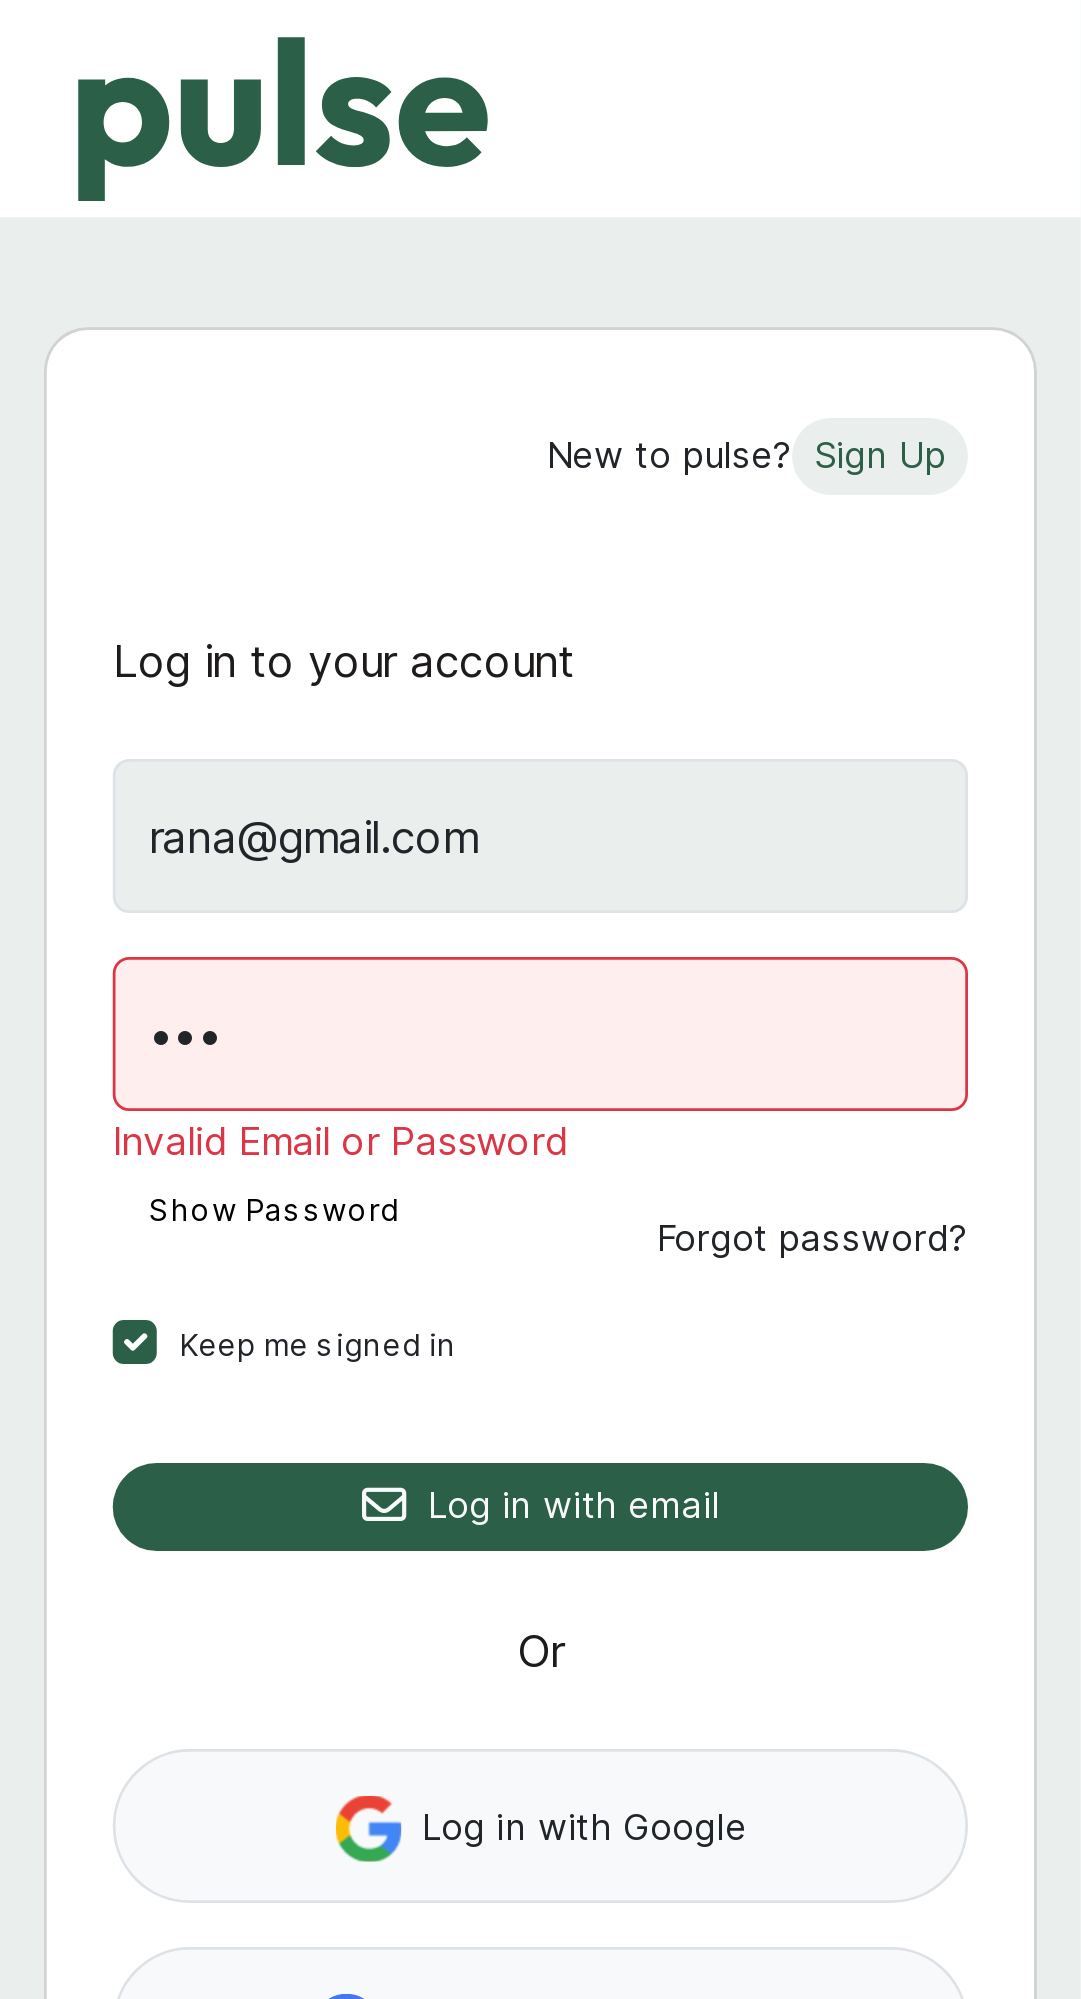 pulse
New to pulse? Sign Up
Log in to your account
rana@gmail.com
•••
Invalid Email or Password
Show Password
Forgot password?
Keep me signed in
Log in with email
Or
Log in with Google